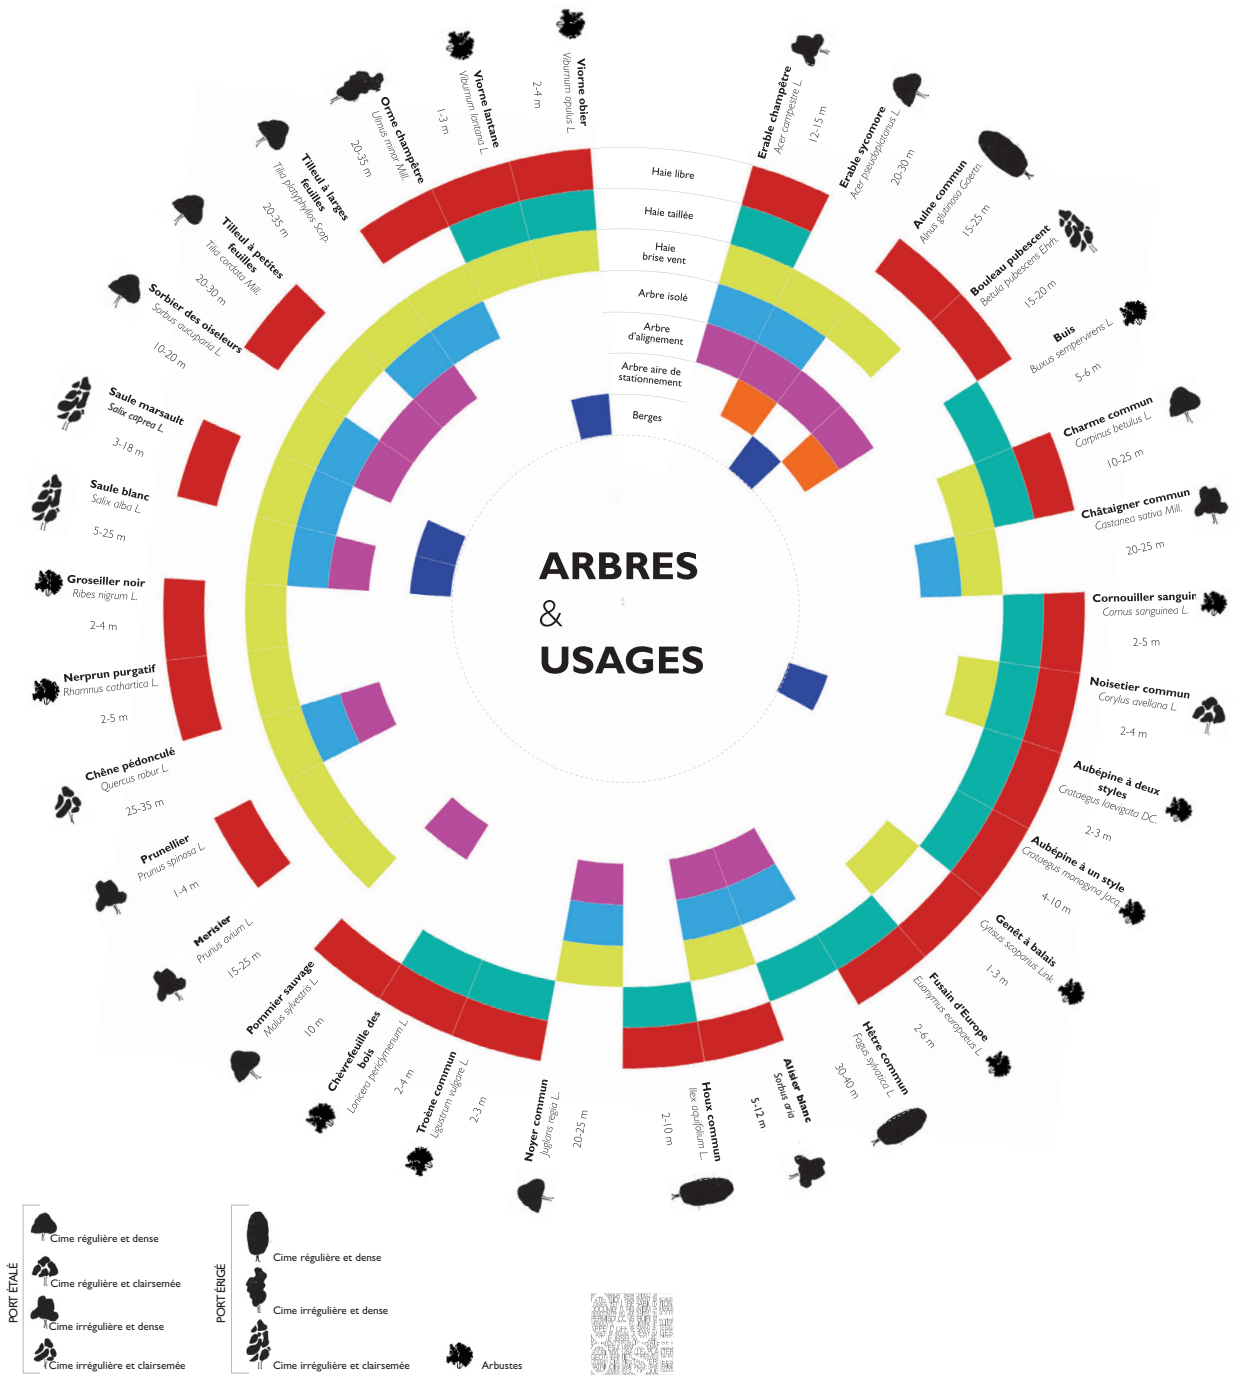 ARBRES
&
USAGES
Haie libre
Haie taillée
Haie
brise vent
Arbre isolé
Arbre
d'alignement
Arbre aire de
stationnement
Berges
Erable champêtre
Acer campestre L.
12-15 m
Erable sycomore
Acer pseudoplatanus L.
20-30 m
Aulne commun
Alnus glutinosa Gaertn.
15-25 m
Bouleau pubescent
Betula pubescens Ehrh.
15-20 m
Buis
Buxus sempervirens L.
5-6 m
Charme commun
Carpinus betulus L.
10-25 m
Châtaigner commun
Castanea sativa Mill.
20-25 m
Cornouiller sanguin
Cornus sanguinea L.
2-5 m
Noisetier commun
Corylus avellana L.
2-4 m
Aubépine à deux
styles
Crataegus laevigata DC.
2-3 m
Aubépine à un style
Crataegus monogyna Jacq.
4-10 m
Genêt à balais
Cytisus scoparius Link.
1-3 m
Fusain d'Europe
Euonymus europaeus L.
2-6 m
Hêtre commun
Fagus sylvatica L.
30-40 m
Alisier blanc
Sorbus aria
5-12 m
Houx commun
Ilex aquifolium L.
2-10 m
Noyer commun
Juglans regia L.
20-25 m
Troène commun
Ligustrum vulgare L.
2-3 m
Chèvrefeuille des
bois
Lonicera periclymenum L.
2-4 m
Pommier sauvage
Malus sylvestris L.
10 m
Merisier
Prunus avium L.
15-25 m
Prunellier
Prunus spinosa L.
1-4 m
Chêne pédonculé
Quercus robur L.
25-35 m
Nerprun purgatif
Rhamnus cathartica L.
2-5 m
Groseiller noir
Ribes nigrum L.
2-4 m
Saule blanc
Salix alba L.
5-25 m
Saule marsault
Salix caprea L.
3-18 m
Sorbier des oiseleurs
Sorbus aucuparia L.
10-20 m
Tilleul à petites
feuilles
Tilia cordata Mill.
20-30 m
Tilleul à larges
feuilles
Tilia platyphyllos Scop.
20-35 m
Orme champêtre
Ulmus minor Mill.
20-35 m
Viorne lantane
Viburnum lantana L.
1-3 m
Viorne obier
Viburnum opulus L.
2-4 m
PORT ÉTALÉ
Cime régulière et dense
Cime régulière et clairsemée
Cime irrégulière et dense
Cime irrégulière et clairsemée
PORT ÉRIGÉ
Cime régulière et dense
Cime irrégulière et dense
Cime irrégulière et clairsemée
Arbustes